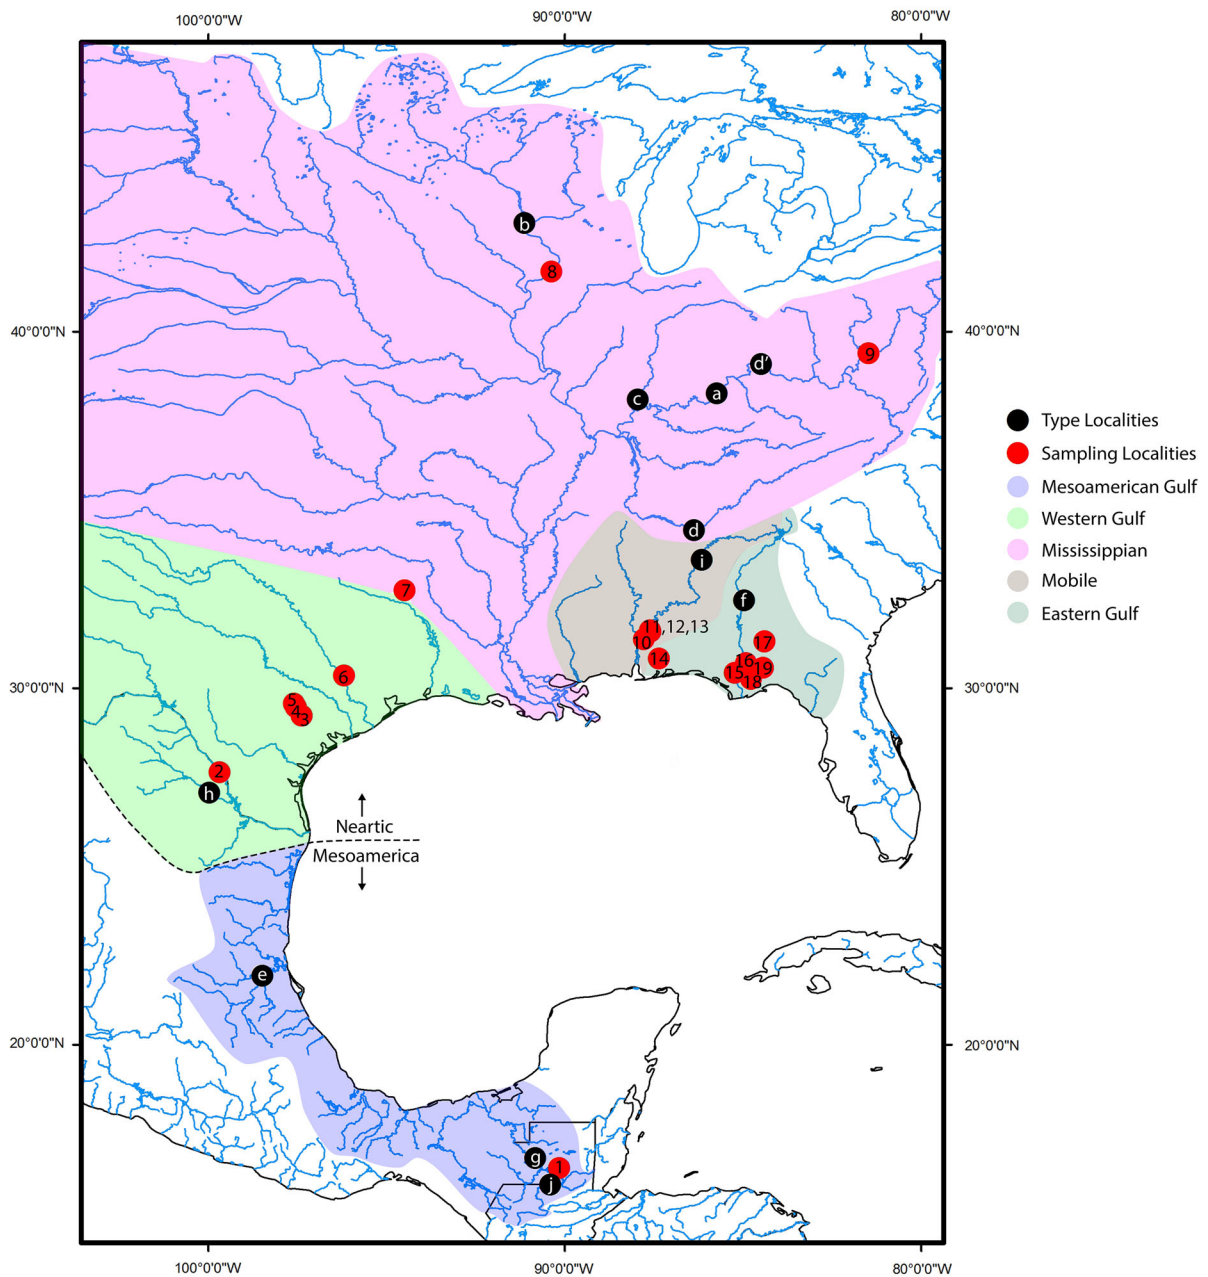 100°0'0"W 90°0'0"W 80°0'0"W
b
8
40°0'0"N 40°0'0"N
d' 9
c a
Type Localities
Sampling Localities
Mesoamerican Gulf
Western Gulf
Mississippian
Mobile
Eastern Gulf
d
i
7 f
11,12,13
10 17
14 16
15 19
18
6
30°0'0"N 30°0'0"N
5
4
3
2
h
Neartic
Mesoamerica
e
20°0'0"N 20°0'0"N
g 1
j
100°0'0"W 90°0'0"W 80°0'0"W